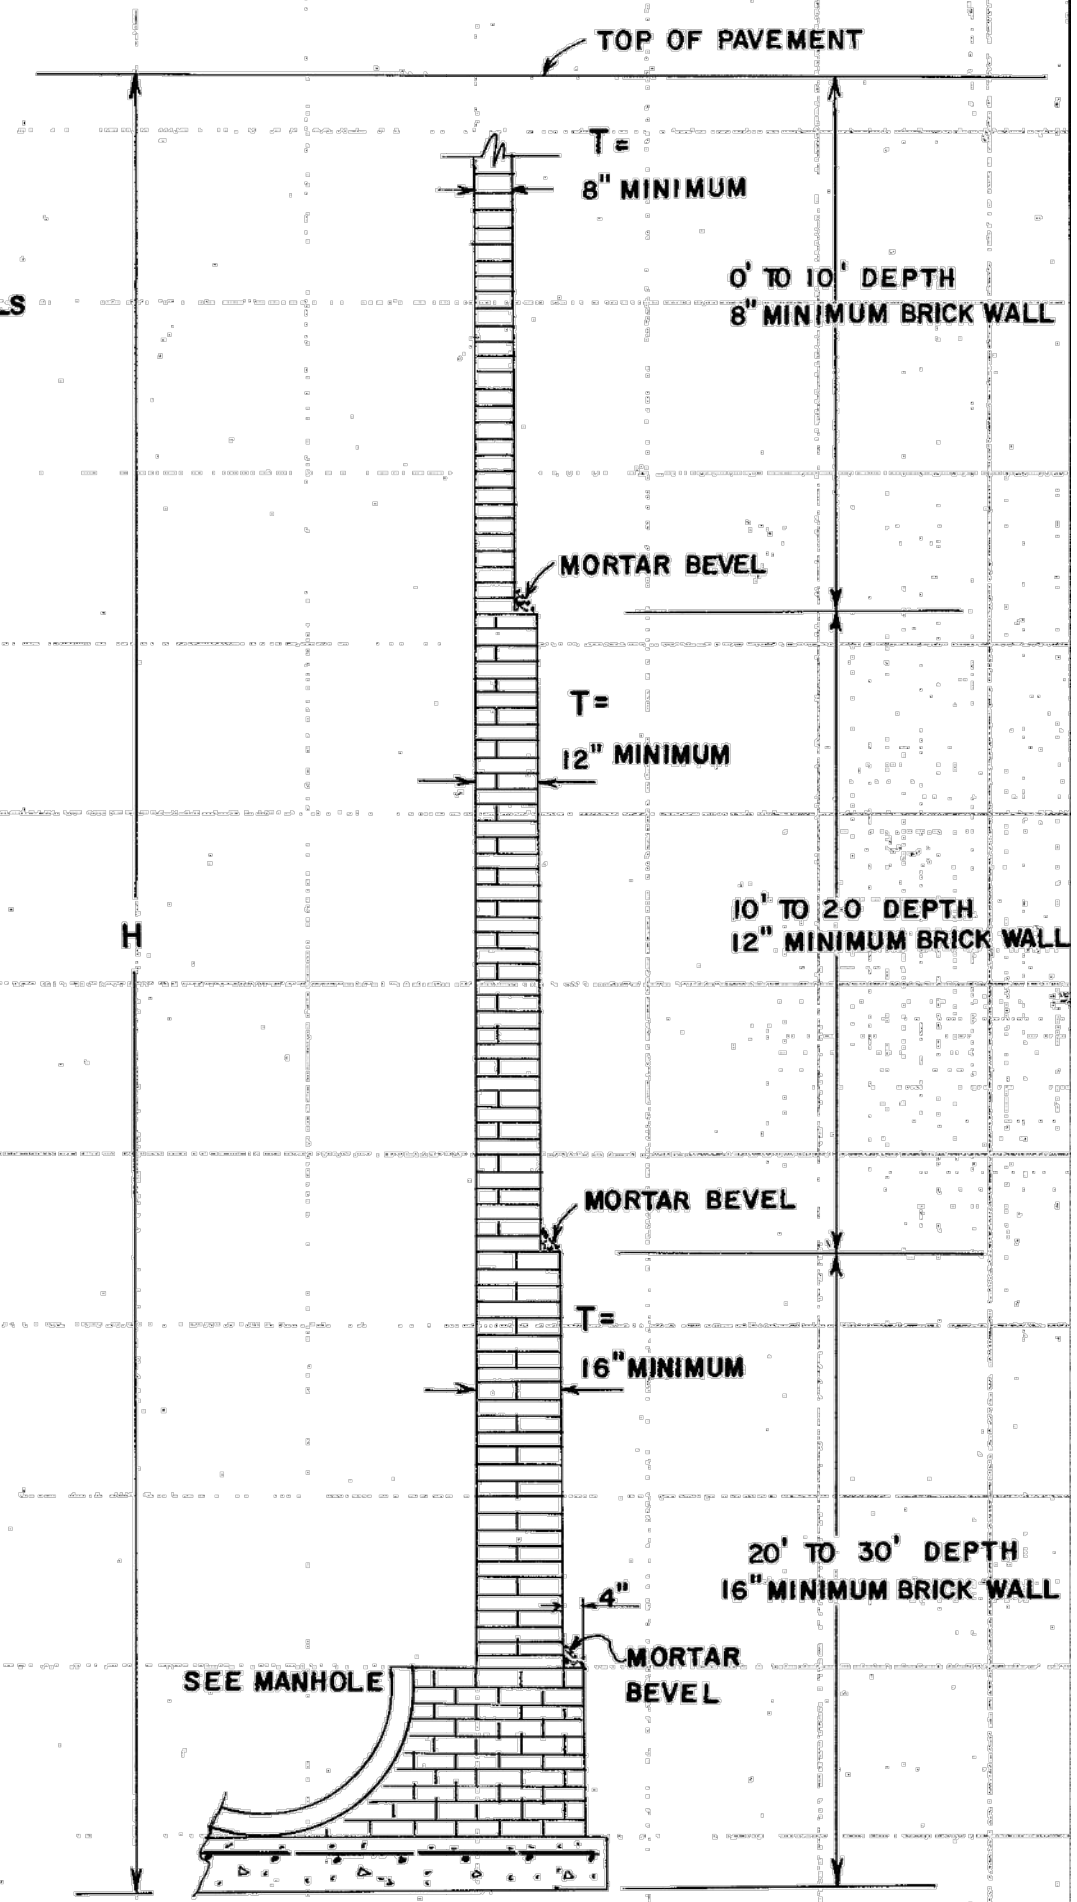 TOP OF PAVEMENT
T=
8" MINIMUM
0' TO 10' DEPTH
8" MINIMUM BRICK WALL
LS
MORTAR BEVEL
T=
12" MINIMUM
10' TO 20 DEPTH
12" MINIMUM BRICK WALL
H
MORTAR BEVEL
T=
16" MINIMUM
20' TO 30' DEPTH
16" MINIMUM BRICK WALL
4"
MORTAR
BEVEL
SEE MANHOLE